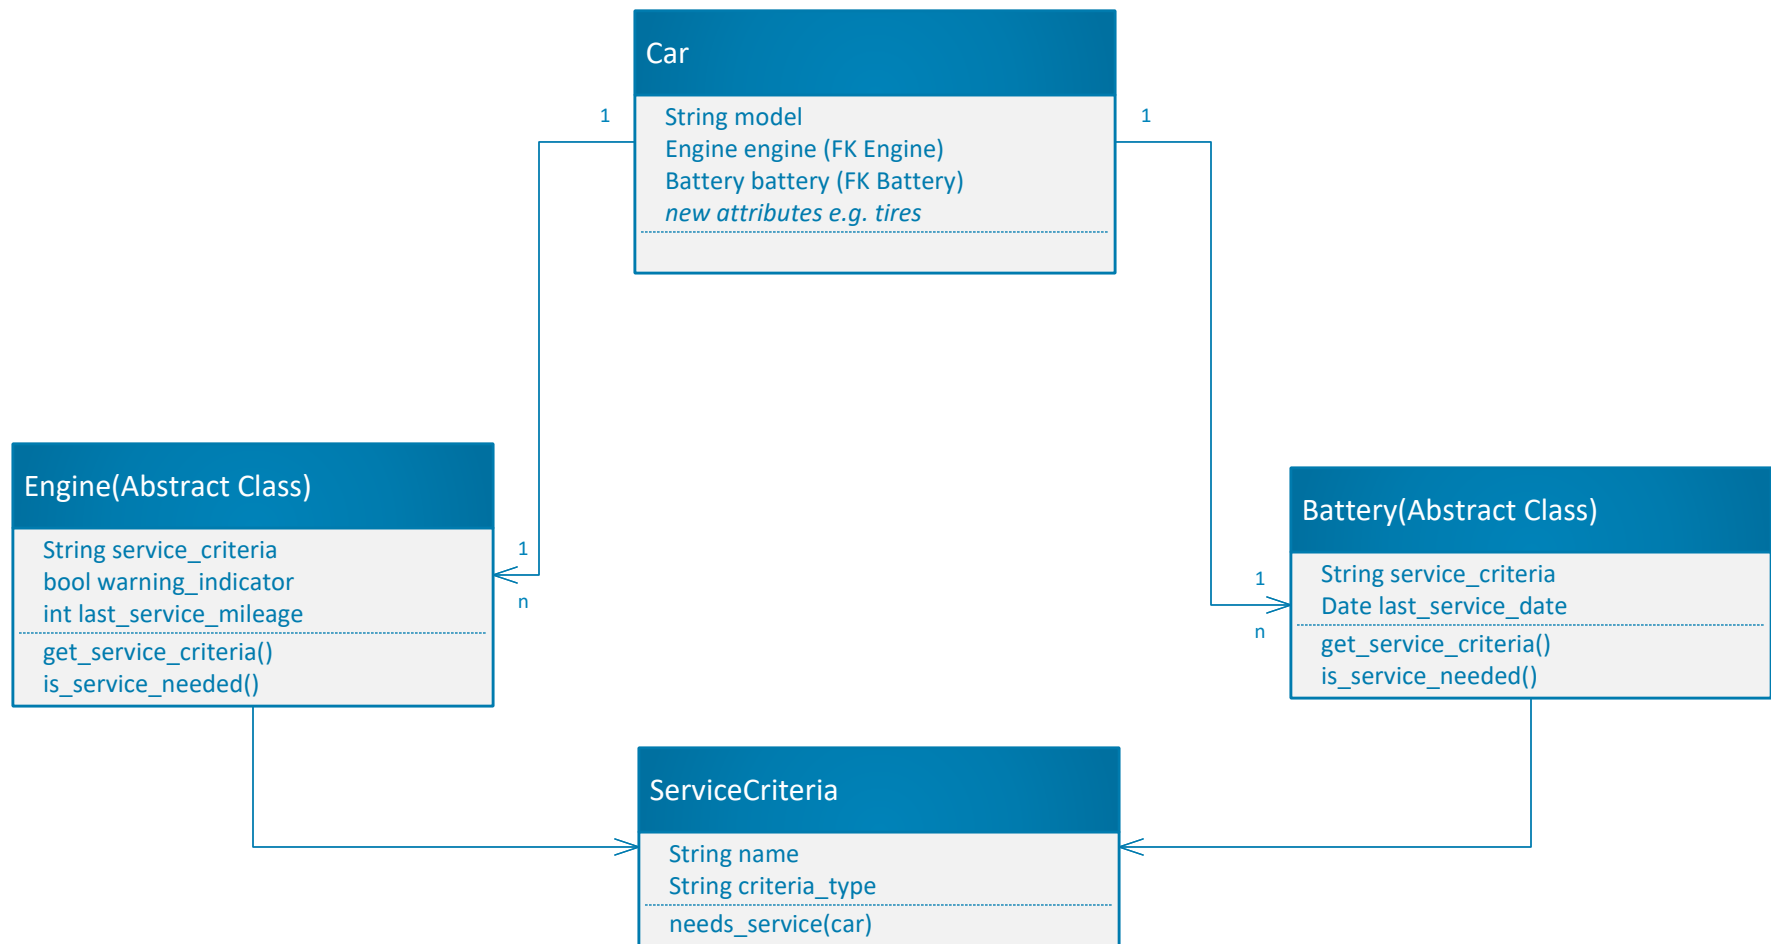 Car
String model
Engine engine (FK Engine)
Battery battery (FK Battery)
new attributes e.g. tires
1
1
Engine(Abstract Class)
String service_criteria
bool warning_indicator
int last_service_mileage
get_service_criteria()
is_service_needed()
1
n
Battery(Abstract Class)
String service_criteria
Date last_service_date
get_service_criteria()
is_service_needed()
1
n
ServiceCriteria
String name
String criteria_type
needs_service(car)